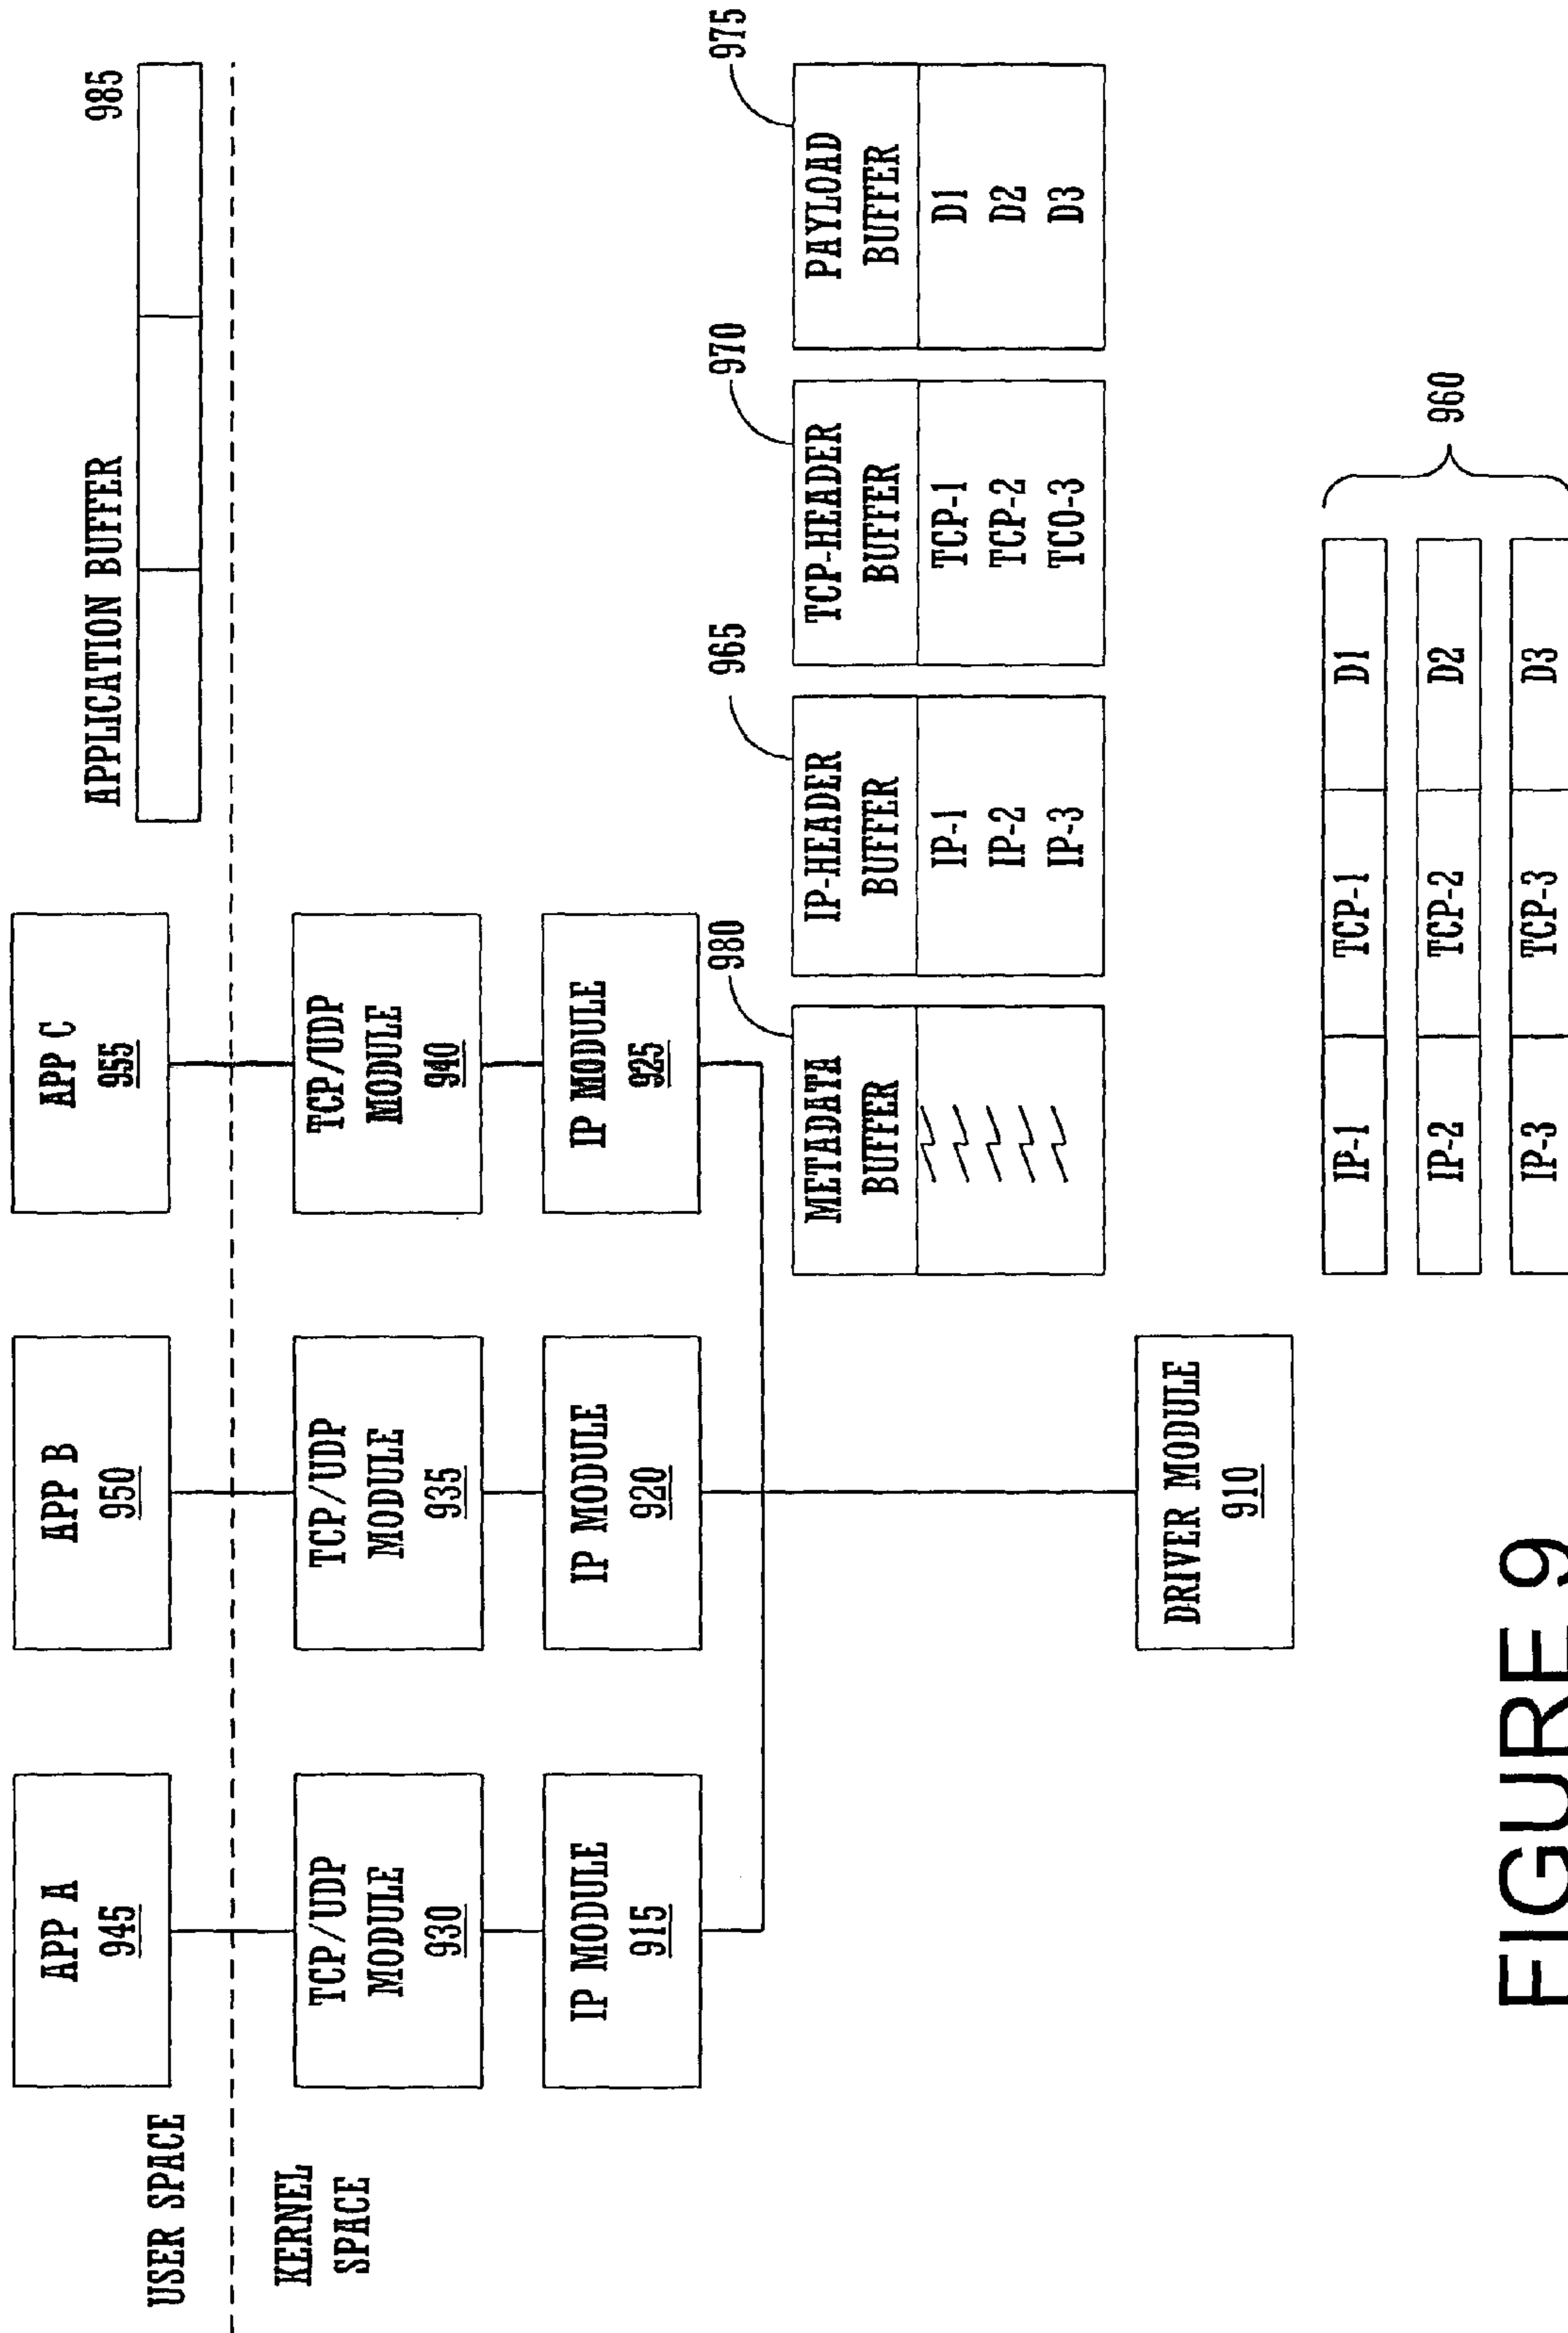 APP A
945
APP B
950
APP C
955
APPLICATION BUFFER
985
USER SPACE
KERNEL
SPACE
TCP/UDP
MODULE
930
TCP/UDP
MODULE
935
TCP/UDP
MODULE
940
IP MODULE
915
IP MODULE
920
IP MODULE
925
980
965
970
975
METADATA
BUFFER
IP-HEADER
BUFFER
IP-1
IP-2
IP-3
TCP-HEADER
BUFFER
TCP-1
TCP-2
TCO-3
PAYLOAD
BUFFER
D1
D2
D3
DRIVER MODULE
910
IP-1 TCP-1 D1
IP-2 TCP-2 D2
IP-3 TCP-3 D3
960
FIGURE 9